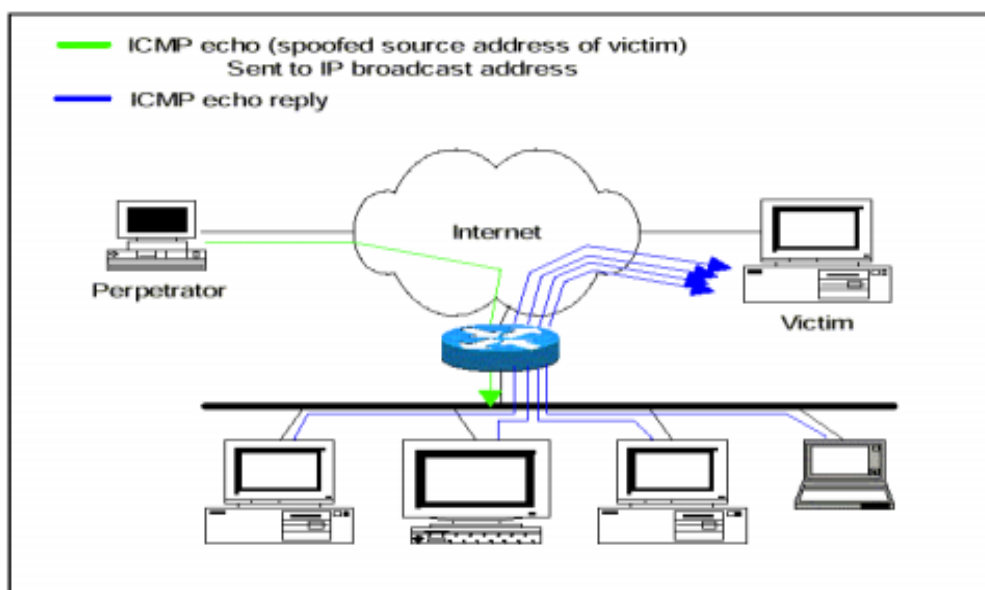 ICMP echo (spoofed source address of victim)
Sent to IP broadcast address
ICMP echo reply
Internet
Perpetrator
Victim